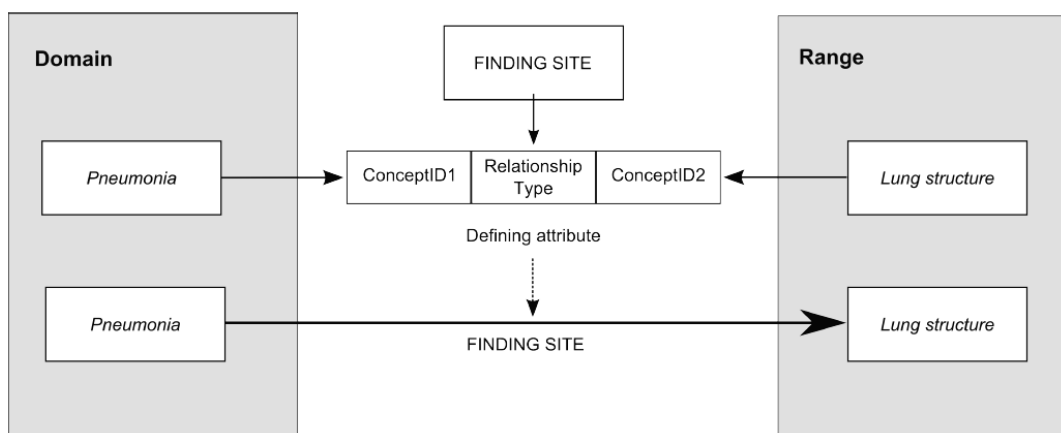 Domain
FINDING SITE
Range
Pneumonia
ConceptID1
Relationship
Type
ConceptID2
Lung structure
Defining attribute
Pneumonia
FINDING SITE
Lung structure